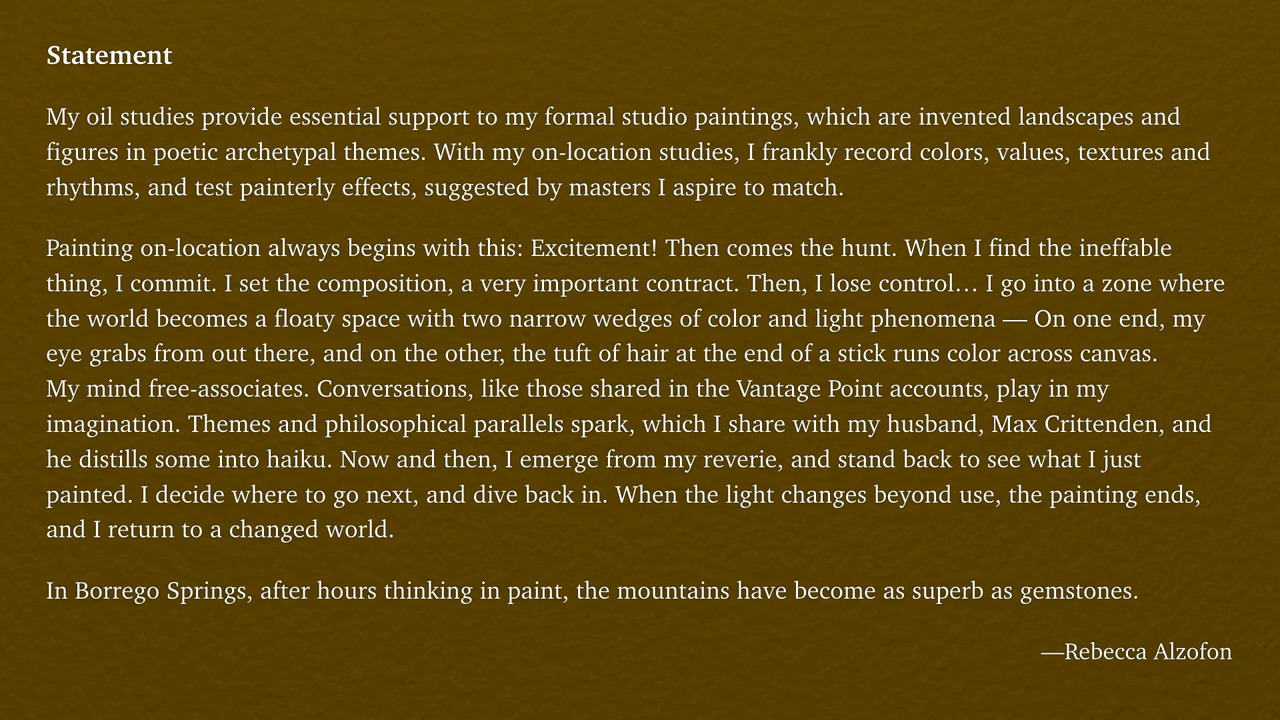 Statement
My oil studies provide essential support to my formal studio paintings, which are invented landscapes and
figures in poetic archetypal themes. With my on-location studies, I frankly record colors, values, textures and
rhythms, and test painterly effects, suggested by masters I aspire to match.
Painting on-location always begins with this: Excitement! Then comes the hunt. When I find the ineffable
thing, I commit. I set the composition, a very important contract. Then, I lose control… I go into a zone where
the world becomes a floaty space with two narrow wedges of color and light phenomena — On one end, my
eye grabs from out there, and on the other, the tuft of hair at the end of a stick runs color across canvas.
My mind free-associates. Conversations, like those shared in the Vantage Point accounts, play in my
imagination. Themes and philosophical parallels spark, which I share with my husband, Max Crittenden, and
he distills some into haiku. Now and then, I emerge from my reverie, and stand back to see what I just
painted. I decide where to go next, and dive back in. When the light changes beyond use, the painting ends,
and I return to a changed world.
In Borrego Springs, after hours thinking in paint, the mountains have become as superb as gemstones.
—Rebecca Alzofon